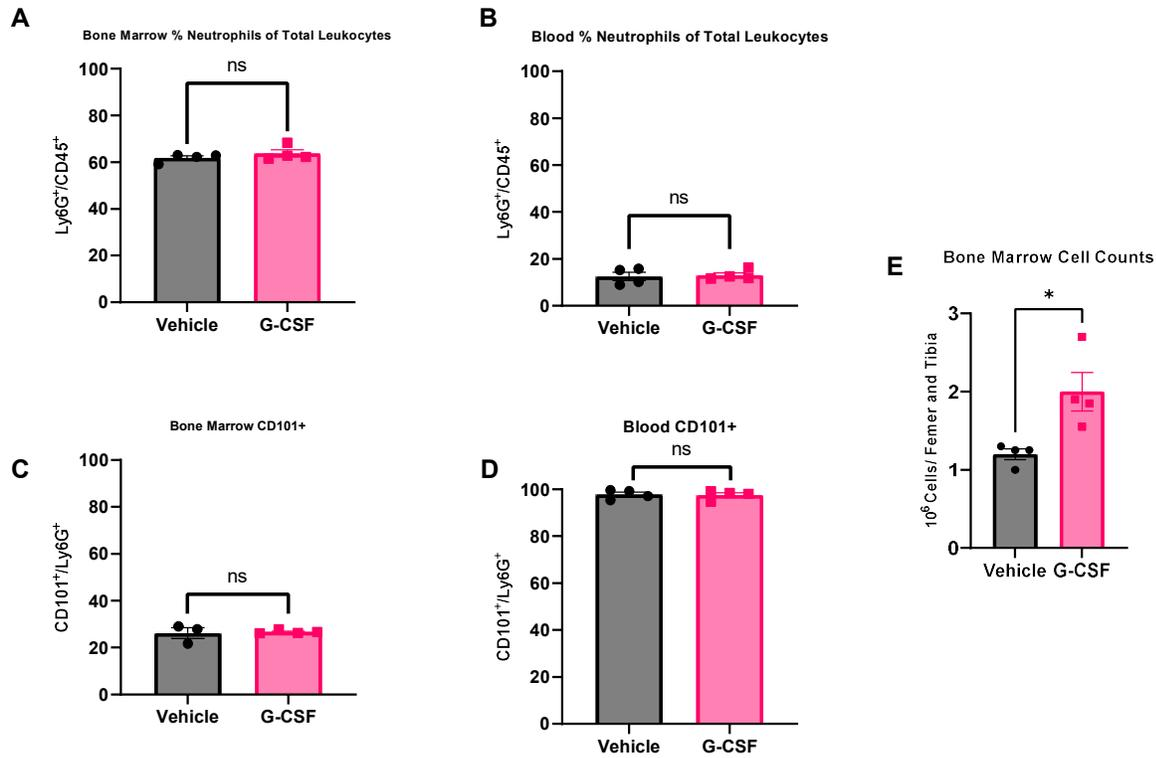 A
Bone Marrow % Neutrophils of Total Leukocytes
Ly6G⁺/CD45⁺
100
80
60
40
20
0
ns
Vehicle G-CSF
B
Blood % Neutrophils of Total Leukocytes
Ly6G⁺/CD45⁺
100
80
60
40
20
0
ns
Vehicle G-CSF
C
Bone Marrow CD101+
CD101⁺/Ly6G⁺
100
80
60
40
20
0
ns
Vehicle G-CSF
D
Blood CD101+
CD101⁺/Ly6G⁺
100
80
60
40
20
0
ns
Vehicle G-CSF
E
Bone Marrow Cell Counts
10⁶ Cells/ Femer and Tibia
3
2
1
0
*
Vehicle G-CSF